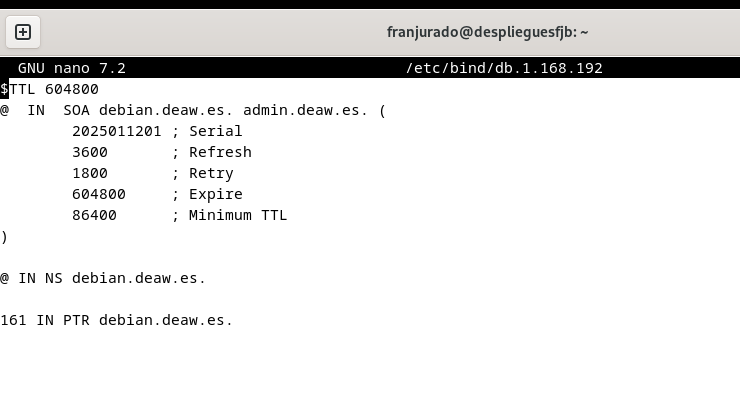 franjurado@desplieguesfjb: ~
GNU nano 7.2 /etc/bind/db.1.168.192
$TTL 604800
@ IN SOA debian.deaw.es. admin.deaw.es. (
2025011201 ; Serial
3600 ; Refresh
1800 ; Retry
604800 ; Expire
86400 ; Minimum TTL
)
@ IN NS debian.deaw.es.
161 IN PTR debian.deaw.es.